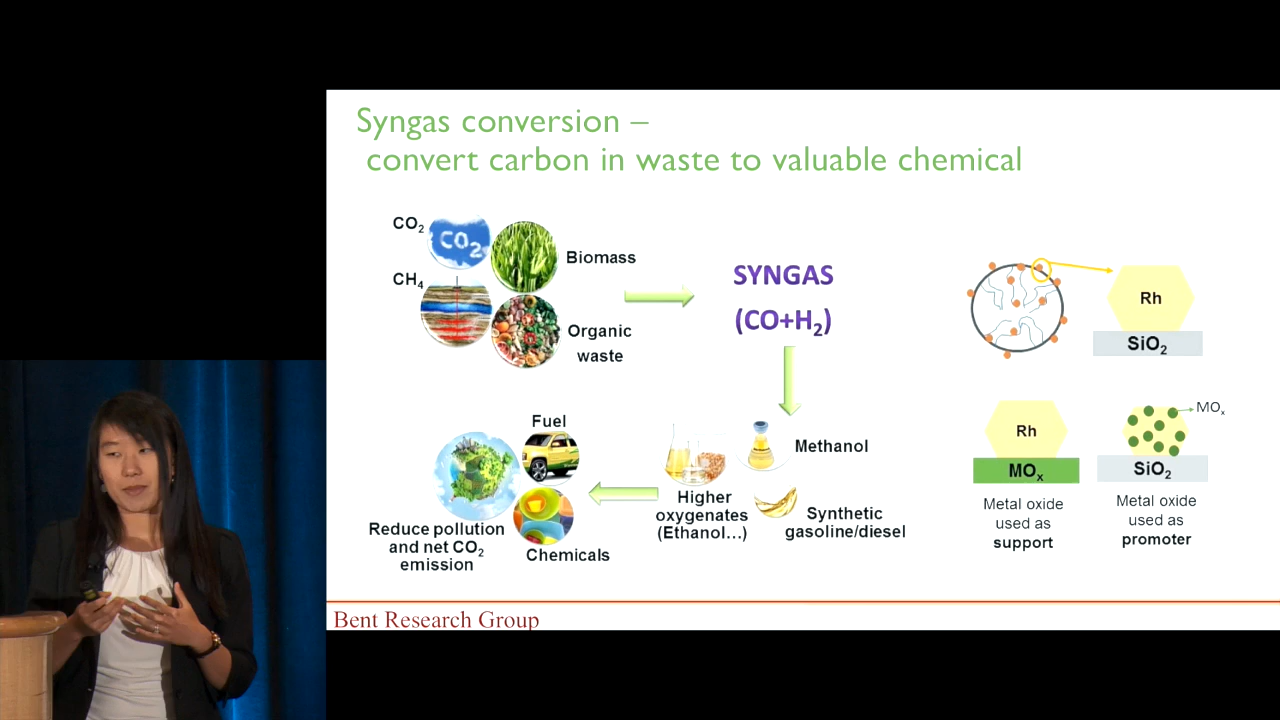 Syngas conversion –
convert carbon in waste to valuable chemical
CO₂
CO₂
Biomass
CH₄
Organic
waste
SYNGAS
(CO+H₂)
Rh
SiO₂
Fuel
Methanol
Higher
oxygenates
(Ethanol...)
Synthetic
gasoline/diesel
Reduce pollution
and net CO₂
emission
Chemicals
Rh
MOₓ
Metal oxide
used as
support
MOₓ
SiO₂
Metal oxide
used as
promoter
Bent Research Group